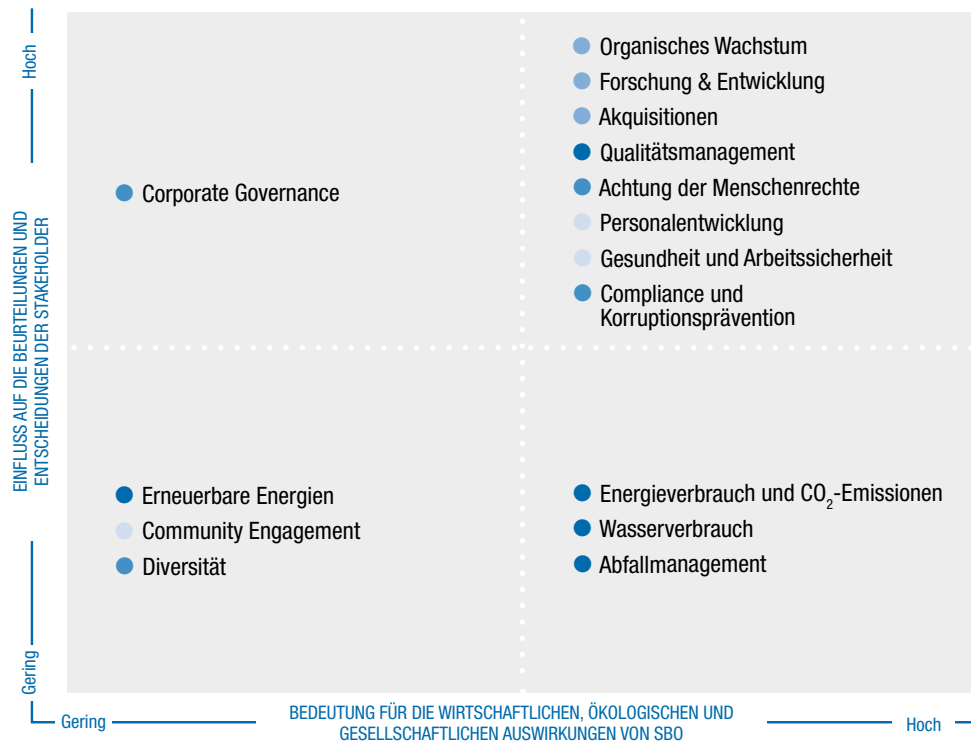 Hoch
EINFLUSS AUF DIE BEURTEILUNGEN UND
ENTSCHEIDUNGEN DER STAKEHOLDER
Gering
Corporate Governance
Organisches Wachstum
Forschung & Entwicklung
Akquisitionen
Qualitätsmanagement
Achtung der Menschenrechte
Personalentwicklung
Gesundheit und Arbeitssicherheit
Compliance und
Korruptionsprävention
Erneuerbare Energien
Community Engagement
Diversität
Energieverbrauch und CO₂-Emissionen
Wasserverbrauch
Abfallmanagement
Gering
BEDEUTUNG FÜR DIE WIRTSCHAFTLICHEN, ÖKOLOGISCHEN UND
GESELLSCHAFTLICHEN AUSWIRKUNGEN VON SBO
Hoch